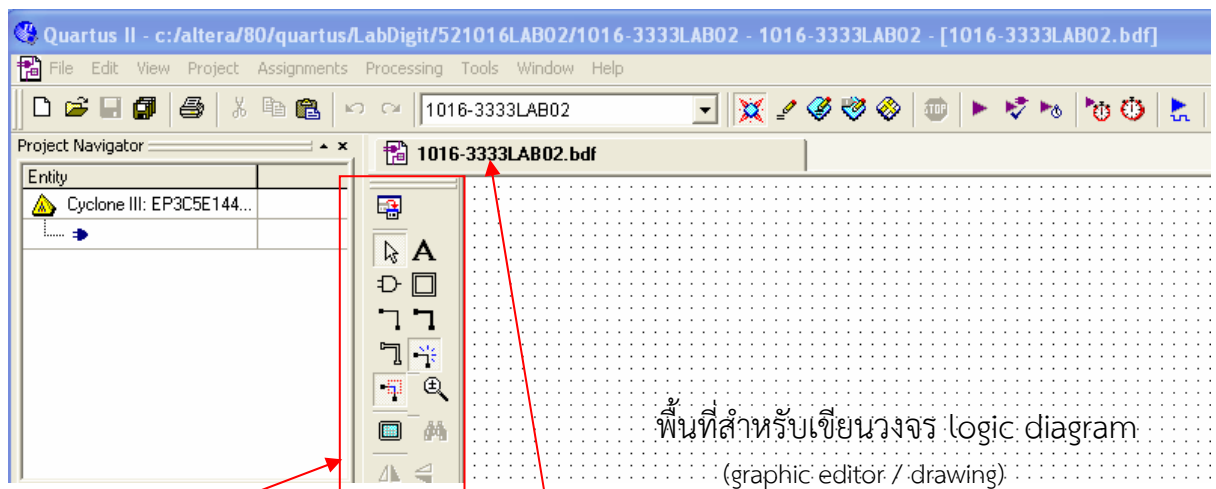 Quartus II - c:/altera/80/quartus/LabDigit/521016LAB02/1016-3333LAB02 - 1016-3333LAB02 - [1016-3333LAB02.bdf]
File Edit View Project Assignments Processing Tools Window Help
1016-3333LAB02
STOP
Project Navigator
1016-3333LAB02.bdf
Entity
Cyclone III: EP3C5E144...
A
พื้นที่สำหรับเขียนวงจร logic diagram
(graphic editor / drawing)